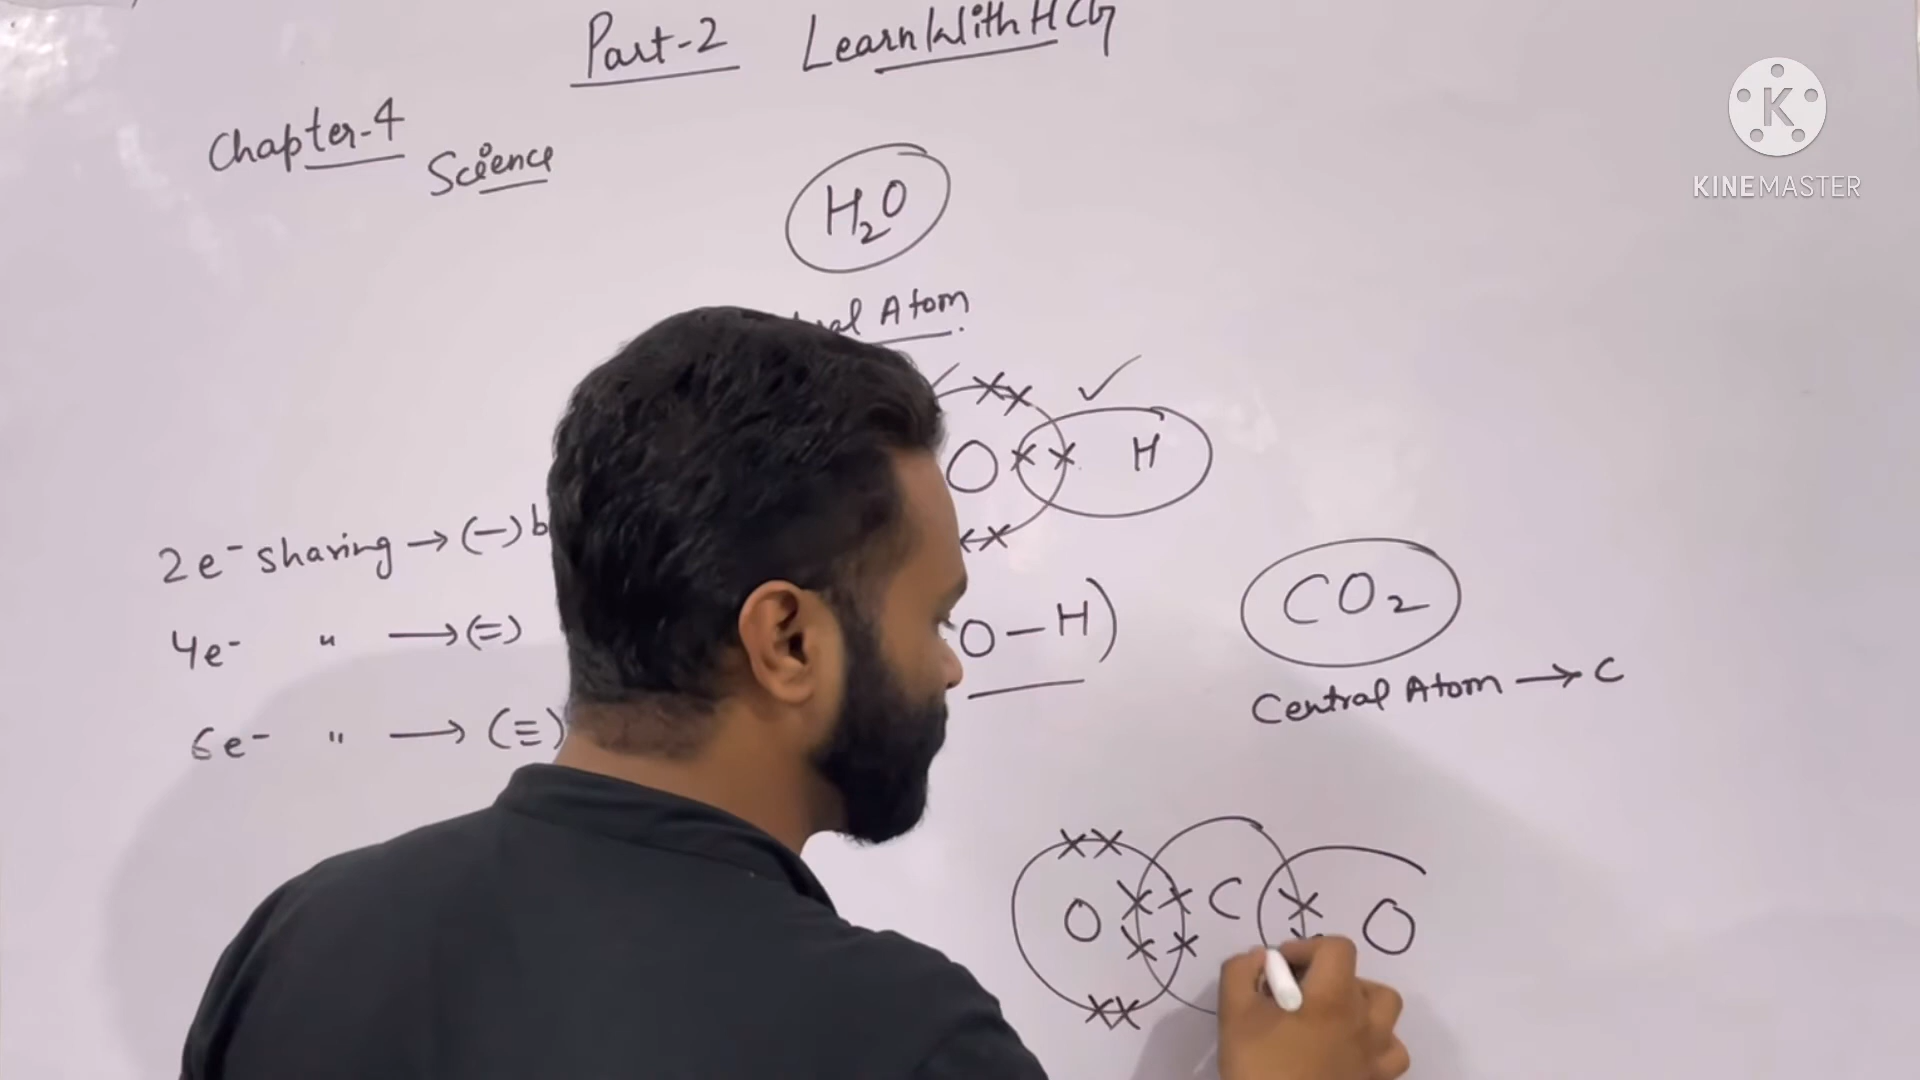 Part-2 Learn With HCG
Chapter-4
Science
H₂O
Atom
O H
2e⁻ sharing → (—) b
O — H)
4e⁻ " → (=)
6e⁻ " → (≡)
CO₂
Central Atom → C
O C O
K
KINEMASTER